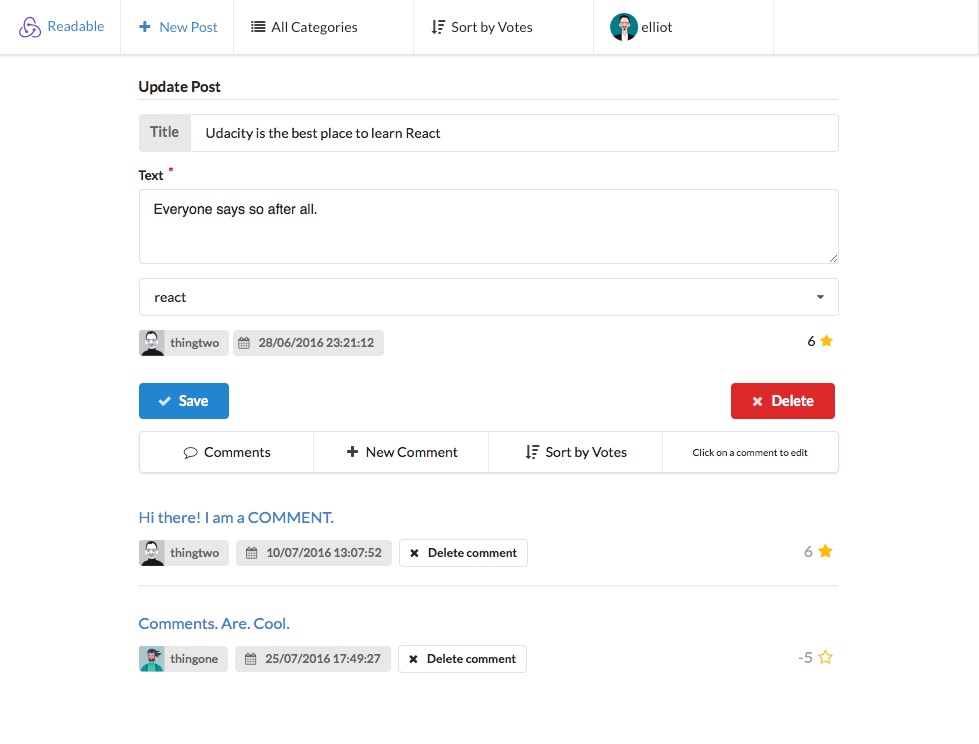 Readable
New Post
All Categories
Sort by Votes
elliot
Update Post
Title
Udacity is the best place to learn React
Text *
Everyone says so after all.
react
thingtwo
28/06/2016 23:21:12
6
Save
Delete
Comments
New Comment
Sort by Votes
Click on a comment to edit
Hi there! I am a COMMENT.
thingtwo
10/07/2016 13:07:52
Delete comment
6
Comments. Are. Cool.
thingone
25/07/2016 17:49:27
Delete comment
-5